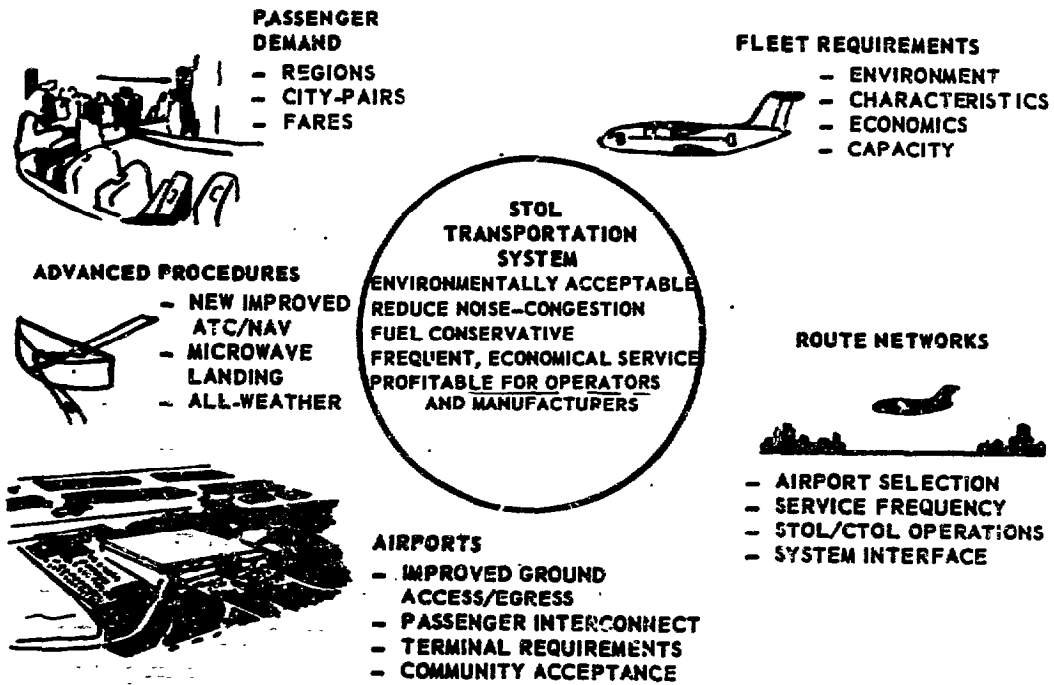 PASSENGER
DEMAND
– REGIONS
– CITY-PAIRS
– FARES
FLEET REQUIREMENTS
– ENVIRONMENT
– CHARACTERISTICS
– ECONOMICS
– CAPACITY
STOL
TRANSPORTATION
SYSTEM
ENVIRONMENTALLY ACCEPTABLE
REDUCE NOISE–CONGESTION
FUEL CONSERVATIVE
FREQUENT, ECONOMICAL SERVICE
PROFITABLE FOR OPERATORS
AND MANUFACTURERS
ADVANCED PROCEDURES
– NEW IMPROVED
ATC/NAV
– MICROWAVE
LANDING
– ALL-WEATHER
ROUTE NETWORKS
– AIRPORT SELECTION
– SERVICE FREQUENCY
– STOL/CTOL OPERATIONS
– SYSTEM INTERFACE
AIRPORTS
– IMPROVED GROUND
ACCESS/EGRESS
– PASSENGER INTERCONNECT
– TERMINAL REQUIREMENTS
– COMMUNITY ACCEPTANCE